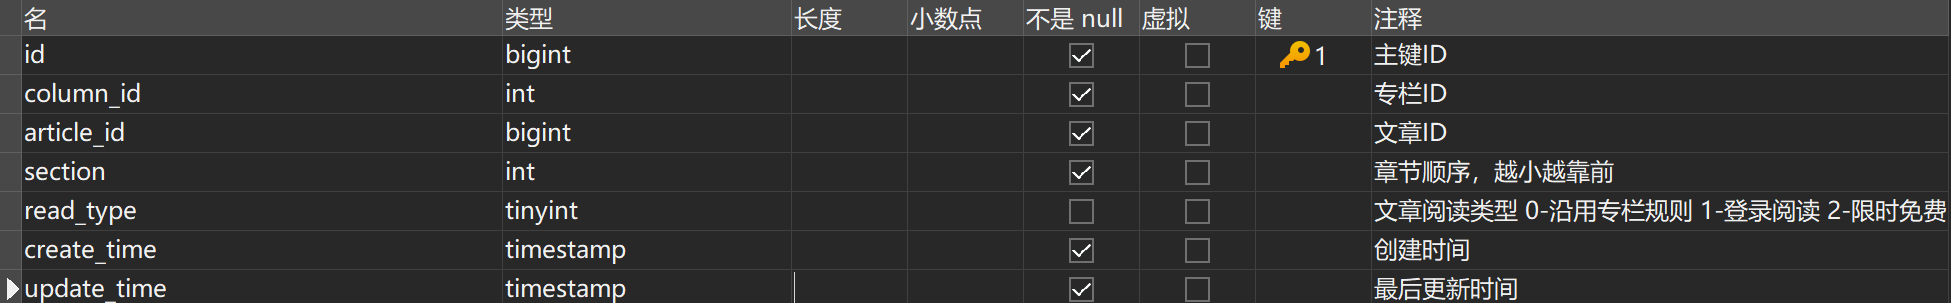 名 类型 长度 小数点 不是 null 虚拟 键 注释
id bigint 1 主键ID
column_id int 专栏ID
article_id bigint 文章ID
section int 章节顺序，越小越靠前
read_type tinyint 文章阅读类型 0-沿用专栏规则 1-登录阅读 2-限时免费
create_time timestamp 创建时间
update_time timestamp 最后更新时间